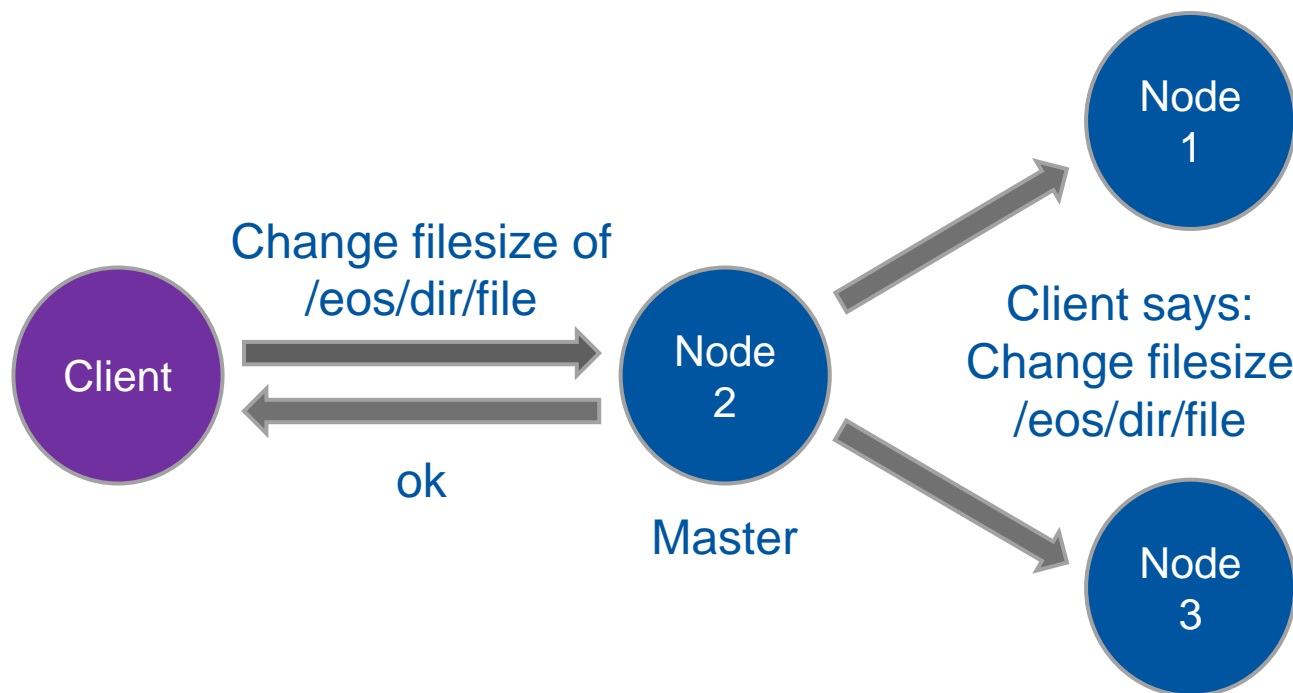 Node
1
Change filesize of
/eos/dir/file
Client says:
Change filesize
/eos/dir/file
Client
Node
2
ok
Master
Node
3